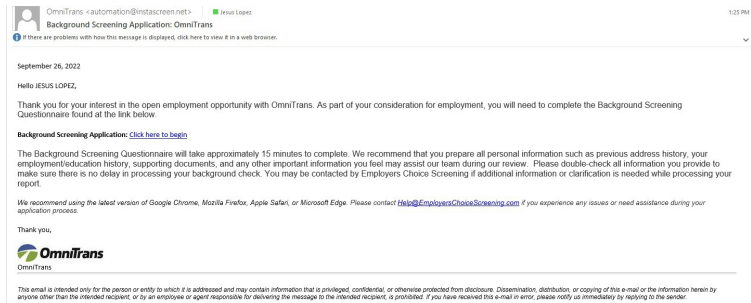 OmniTrans <automation@instascreen.net> Jesus Lopez 1:25 PM
Background Screening Application: OmniTrans
If there are problems with how this message is displayed, click here to view it in a web browser.
September 26, 2022
Hello JESUS LOPEZ,
Thank you for your interest in the open employment opportunity with OmniTrans. As part of your consideration for employment, you will need to complete the Background Screening
Questionnaire found at the link below.
Background Screening Application: Click here to begin
The Background Screening Questionnaire will take approximately 15 minutes to complete. We recommend that you prepare all personal information such as previous address history, your
employment/education history, supporting documents, and any other important information you feel may assist our team during our review. Please double-check all information you provide to
make sure there is no delay in processing your background check. You may be contacted by Employers Choice Screening if additional information or clarification is needed while processing your
report.
We recommend using the latest version of Google Chrome, Mozilla Firefox, Apple Safari, or Microsoft Edge. Please contact Help@EmployersChoiceScreening.com if you experience any issues or need assistance during your
application process.
Thank you,
OmniTrans
OmniTrans
This email is intended only for the person or entity to which it is addressed and may contain information that is privileged, confidential, or otherwise protected from disclosure. Dissemination, distribution, or copying of this e-mail or the information herein by
anyone other than the intended recipient, or by an employee or agent responsible for delivering the message to the intended recipient, is prohibited. If you have received this e-mail in error, please notify us immediately by replying to the sender.